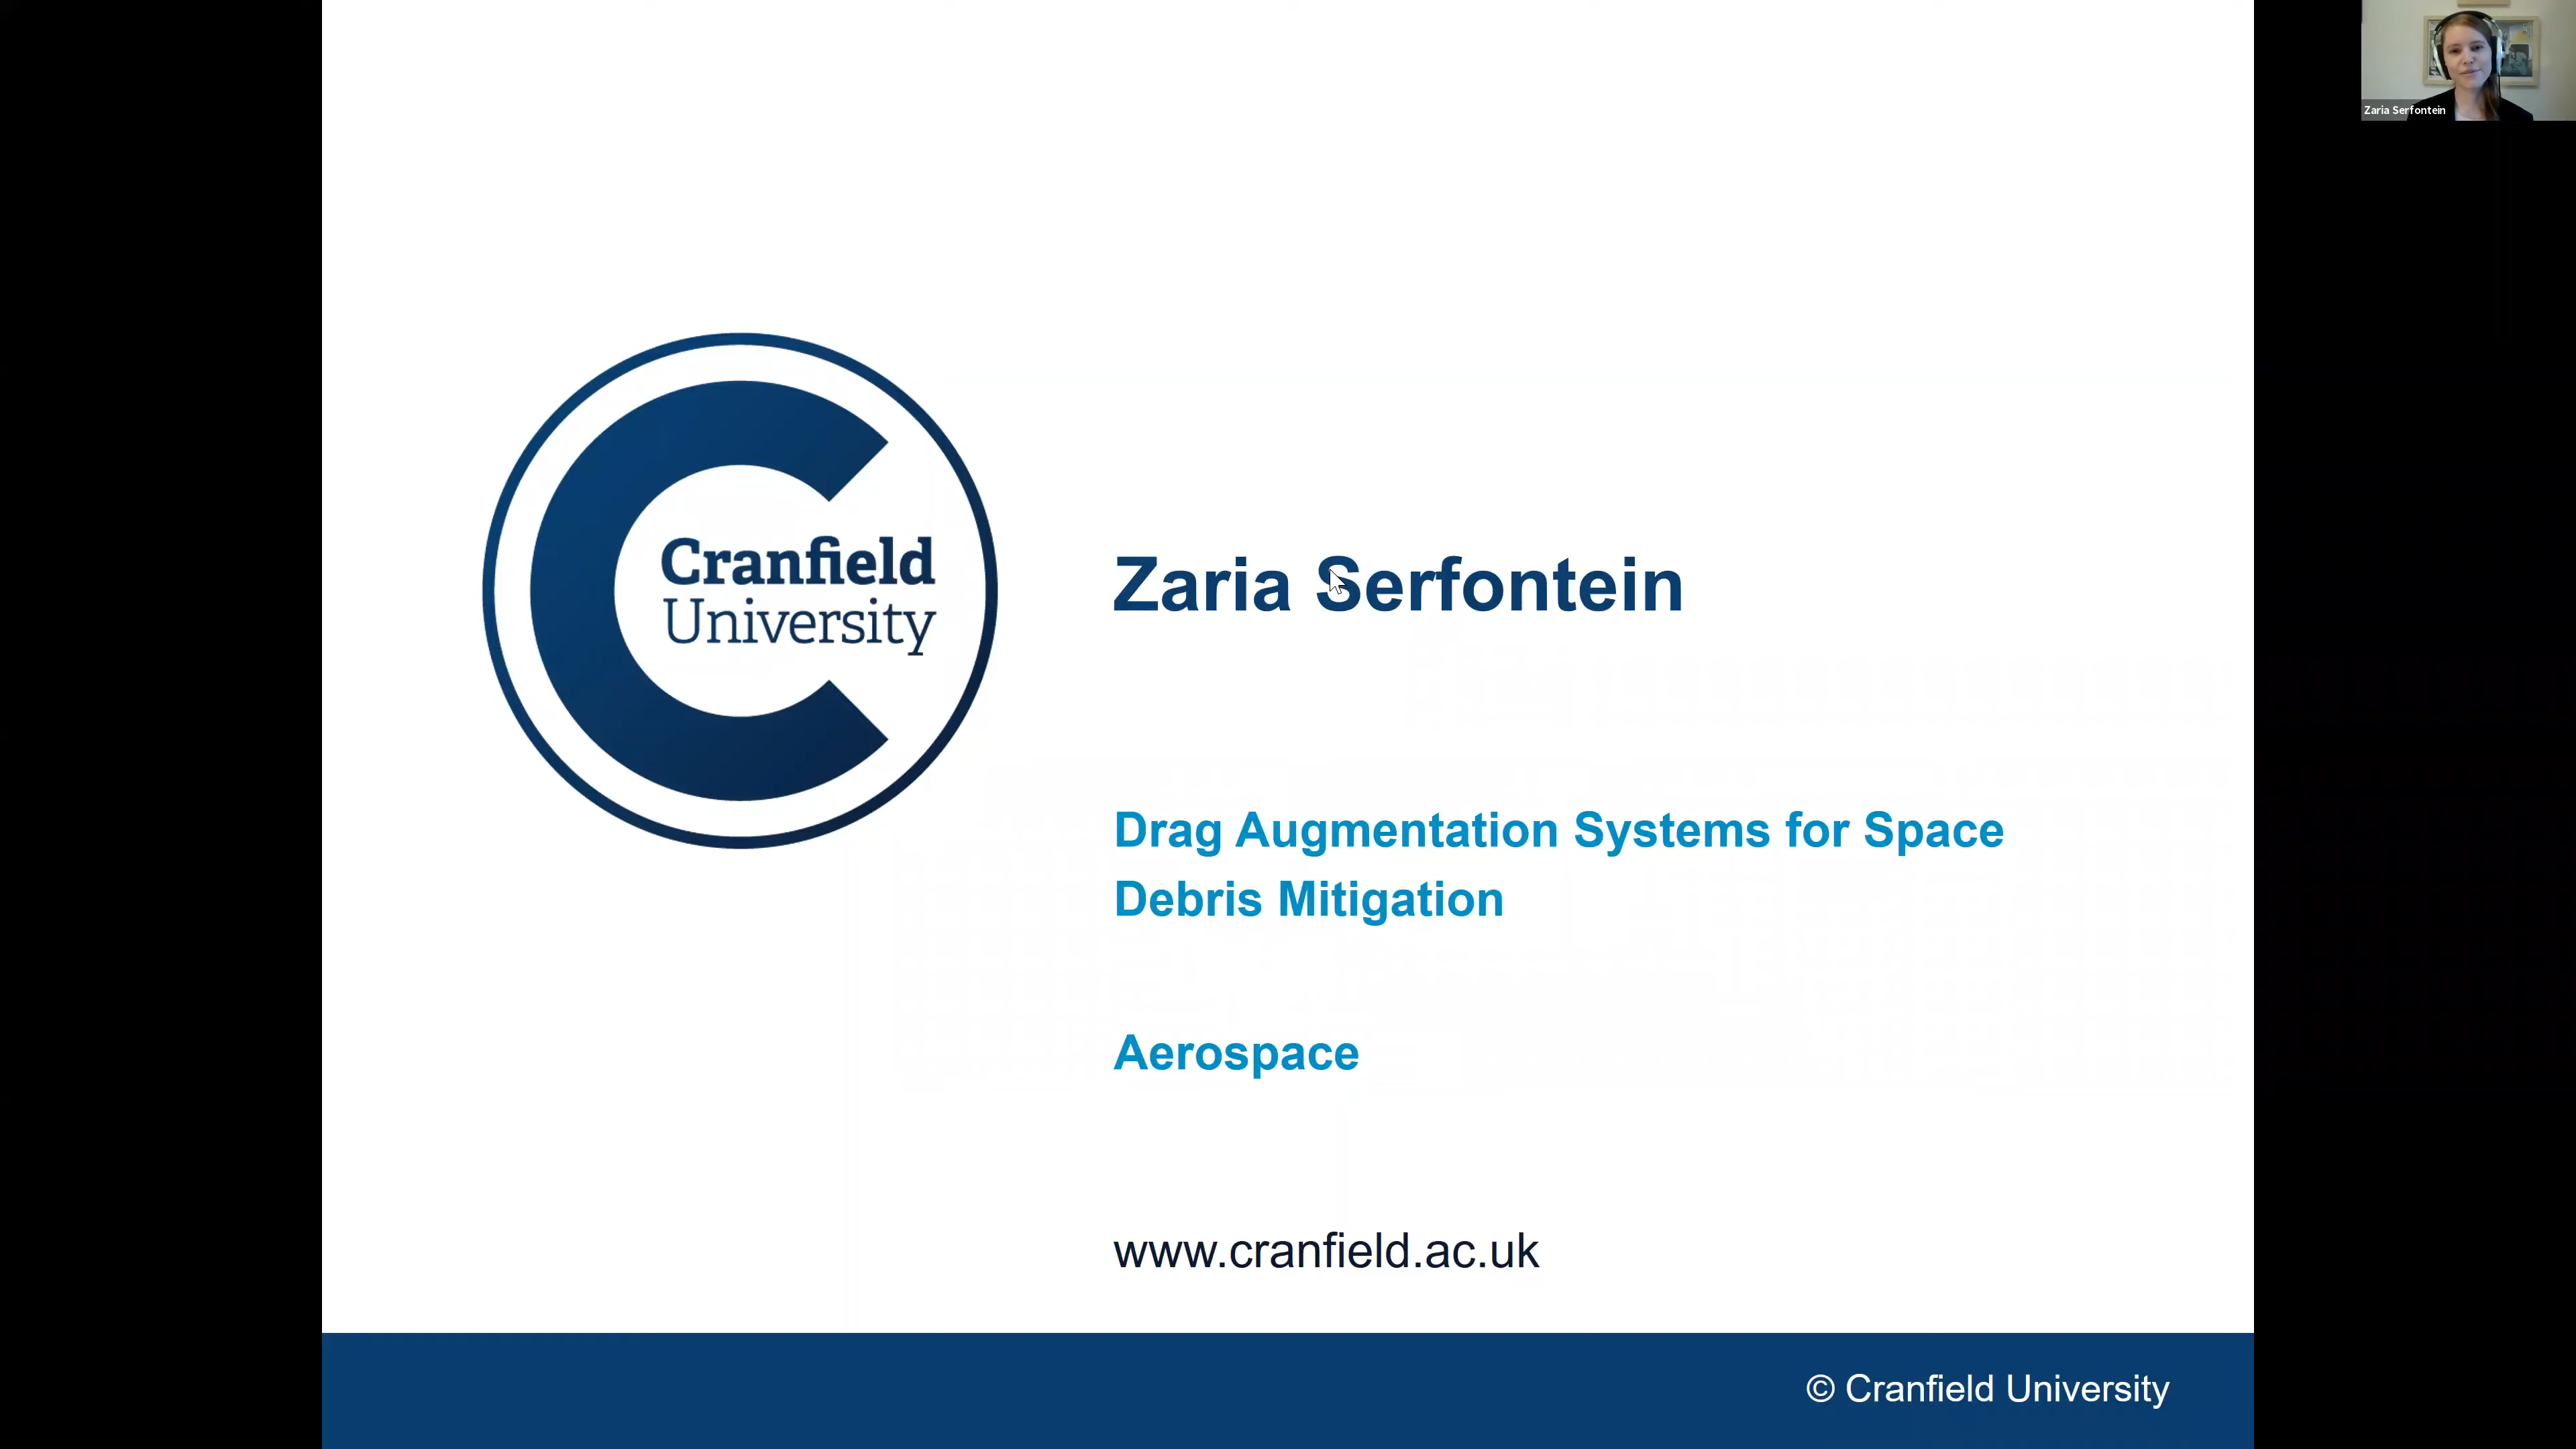 Zaria Serfontein
Cranfield
University
Zaria Serfontein
Drag Augmentation Systems for Space
Debris Mitigation
Aerospace
www.cranfield.ac.uk
© Cranfield University